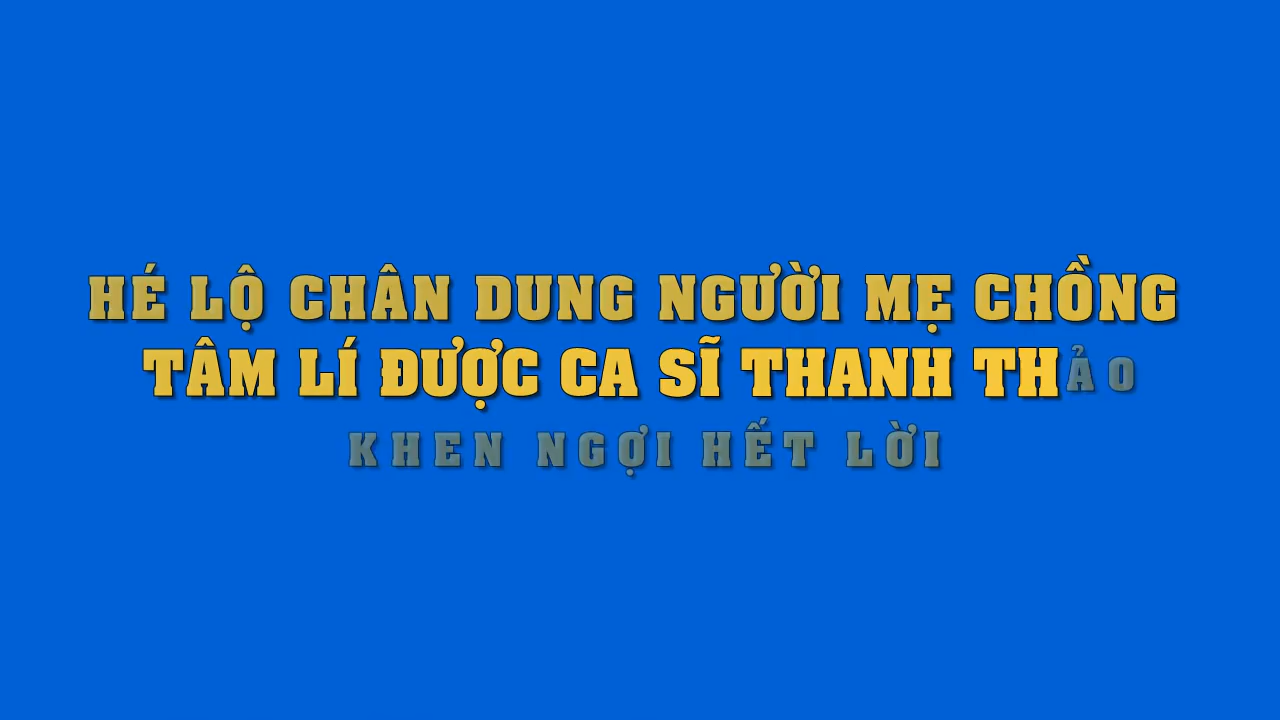 HÉ LỘ CHÂN DUNG NGƯỜI MẸ CHỒNG
TÂM LÍ ĐƯỢC CA SĨ THANH THẢO
KHEN NGỢI HẾT LỜI